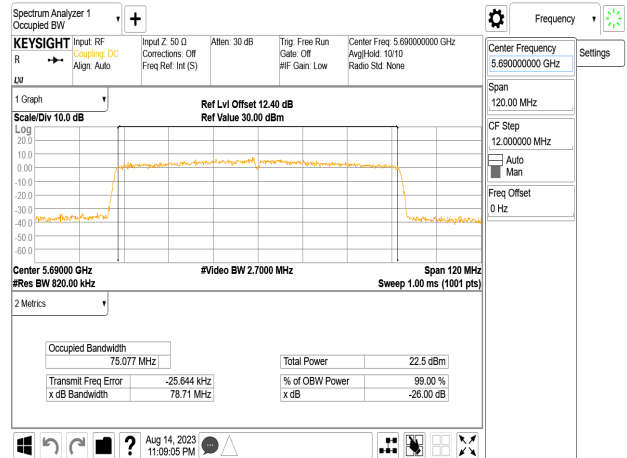 Spectrum Analyzer 1
Occupied BW
Frequency
KEYSIGHT
R
Input: RF
Coupling: DC
Align: Auto
Input Z: 50 Ω
Corrections: Off
Freq Ref: Int (S)
Atten: 30 dB
Trig: Free Run
Gate: Off
#IF Gain: Low
Center Freq: 5.690000000 GHz
Avg|Hold: 10/10
Radio Std: None
Center Frequency
5.690000000 GHz
Settings
Span
120.00 MHz
CF Step
12.000000 MHz
Auto
Man
Freq Offset
0 Hz
1 Graph
Scale/Div 10.0 dB
Ref Lvl Offset 12.40 dB
Ref Value 30.00 dBm
Log
20.0
10.0
0.00
-10.0
-20.0
-30.0
-40.0
-50.0
-60.0
Center 5.69000 GHz
#Video BW 2.7000 MHz
Span 120 MHz
#Res BW 820.00 kHz
Sweep 1.00 ms (1001 pts)
2 Metrics
Occupied Bandwidth
75.077 MHz
Total Power 22.5 dBm
Transmit Freq Error -25.644 kHz
% of OBW Power 99.00 %
x dB Bandwidth 78.71 MHz
x dB -26.00 dB
Aug 14, 2023
11:09:05 PM